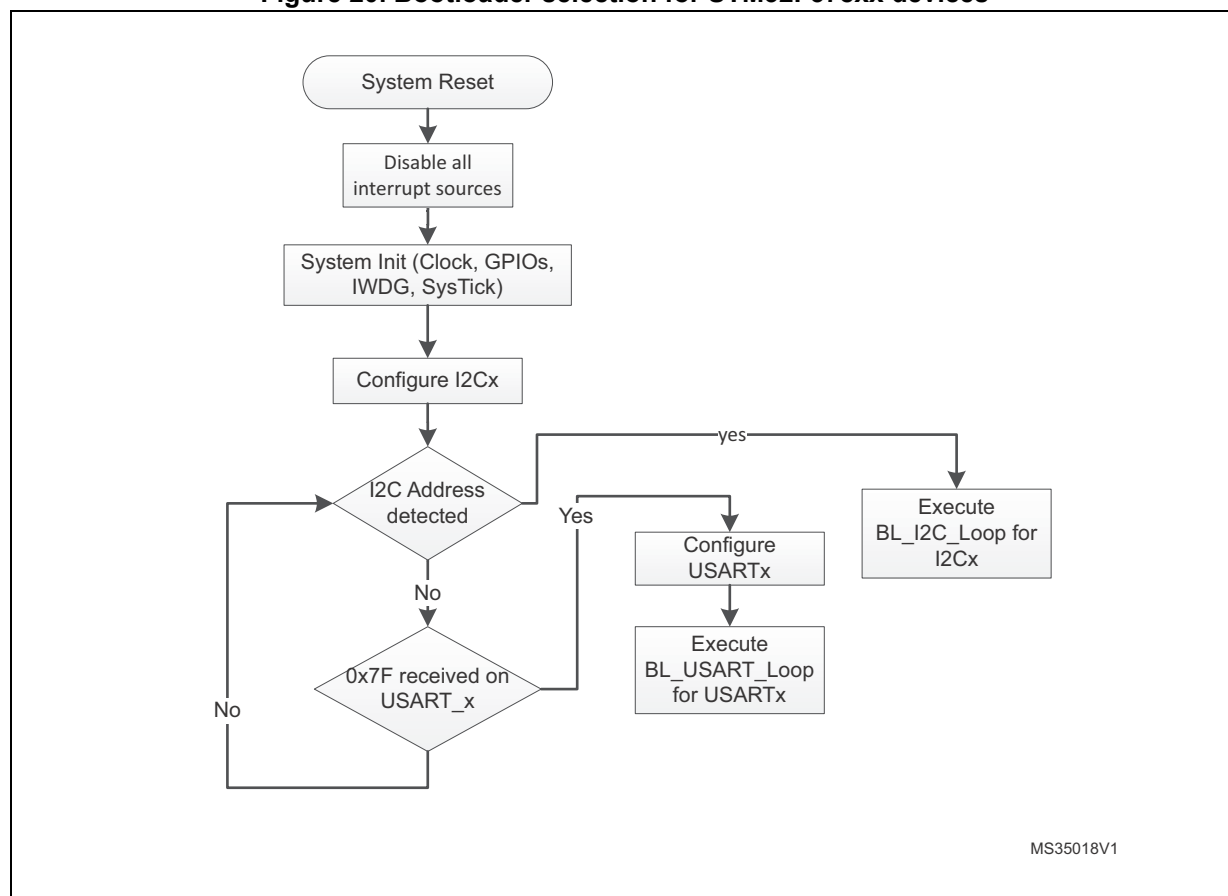 System Reset
Disable all
interrupt sources
System Init (Clock, GPIOs,
IWDG, SysTick)
Configure I2Cx
I2C Address
detected
yes
Execute
BL_I2C_Loop for
I2Cx
Yes
Configure
USARTx
Execute
BL_USART_Loop
for USARTx
No
0x7F received on
USART_x
No
MS35018V1